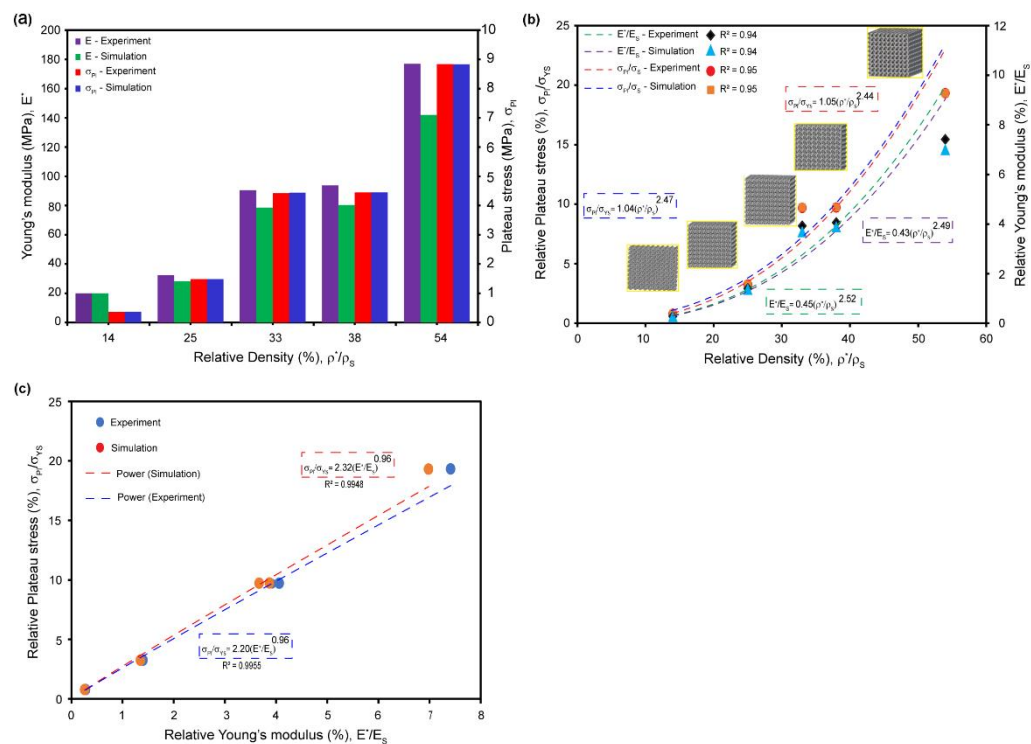 (a)
Young's modulus (MPa), E*
200
180
160
140
120
100
80
60
40
20
0
E - Experiment
E - Simulation
σPl - Experiment
σPl - Simulation
10
9
8
7
6
5
4
3
2
1
0
Plateau stress (MPa), σPl
14 25 33 38 54
Relative Density (%), ρ*/ρS
(b)
Relative Plateau stress (%), σPl/σYS
25
20
15
10
5
0
E*/ES - Experiment
E*/ES - Simulation
σPl/σS - Experiment
σPl/σS - Simulation
R² = 0.94
R² = 0.94
R² = 0.95
R² = 0.95
σPl/σYS= 1.05(ρ*/ρS)2.44
σPl/σYS= 1.04(ρ*/ρS)2.47
E*/ES= 0.43(ρ*/ρS)2.49
E*/ES= 0.45(ρ*/ρS)2.52
12
10
8
6
4
2
0
Relative Young's modulus (%), E*/ES
0 10 20 30 40 50 60
Relative Density (%), ρ*/ρS
(c)
Relative Plateau stress (%), σPl/σYS
25
20
15
10
5
0
Experiment
Simulation
Power (Simulation)
Power (Experiment)
σPl/σYS= 2.32(E*/ES)0.96
R² = 0.9948
σPl/σYS= 2.20(E*/ES)0.96
R² = 0.9955
0 1 2 3 4 5 6 7 8
Relative Young's modulus (%), E*/ES